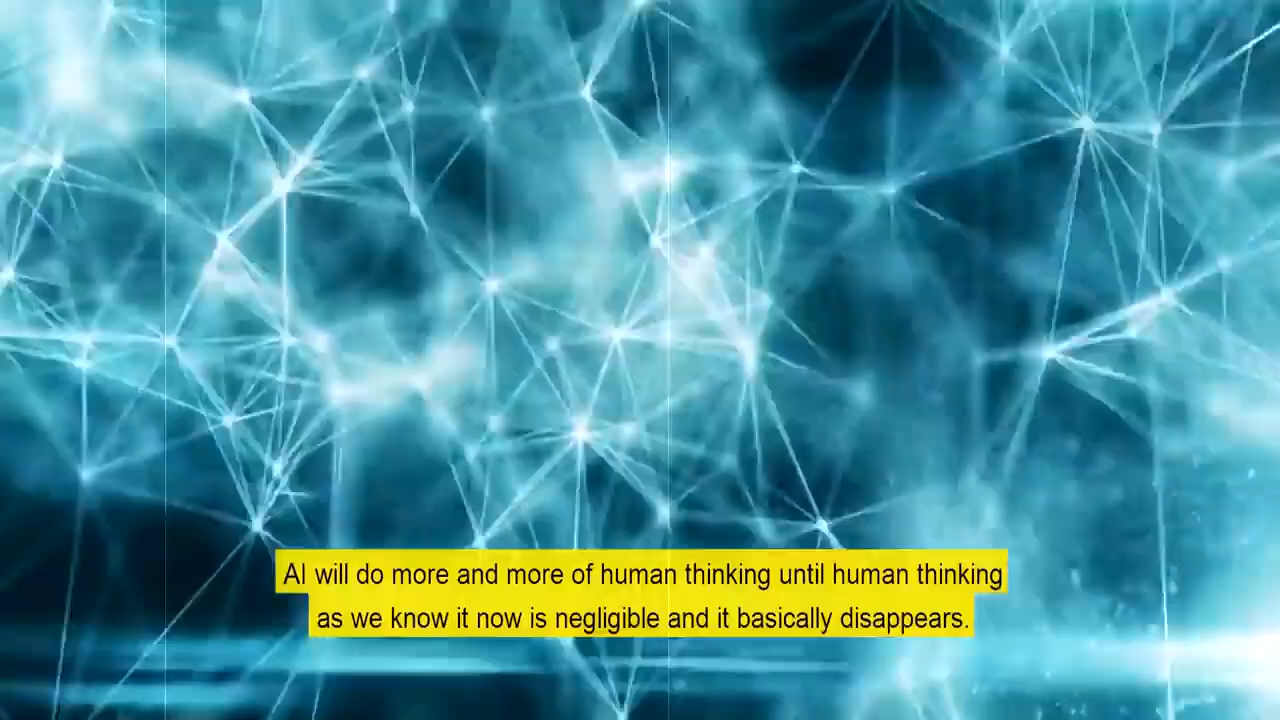 AI will do more and more of human thinking until human thinking
as we know it now is negligible and it basically disappears.